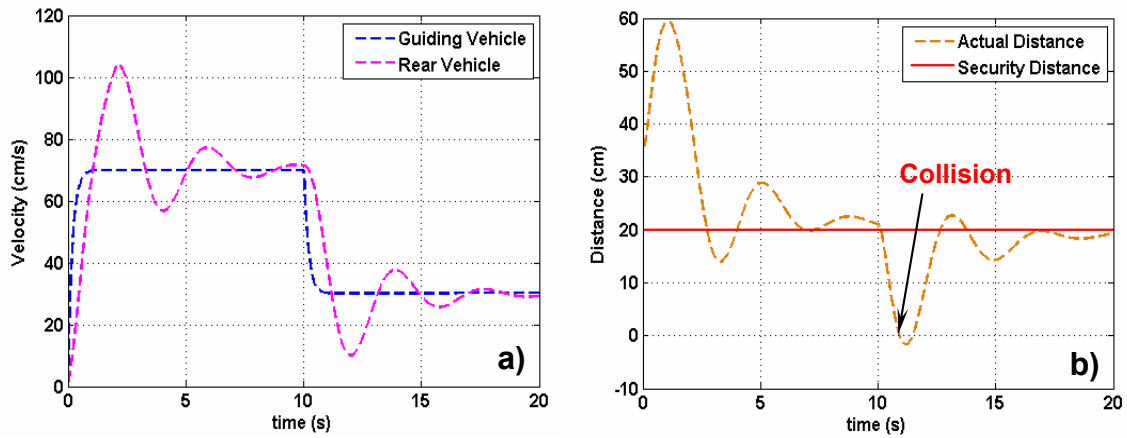 120
100
80
60
40
20
0
Velocity (cm/s)
0 5 10 15 20
time (s)
Guiding Vehicle
Rear Vehicle
a)
60
50
40
30
20
10
0
-10
Distance (cm)
0 5 10 15 20
time (s)
Actual Distance
Security Distance
Collision
b)